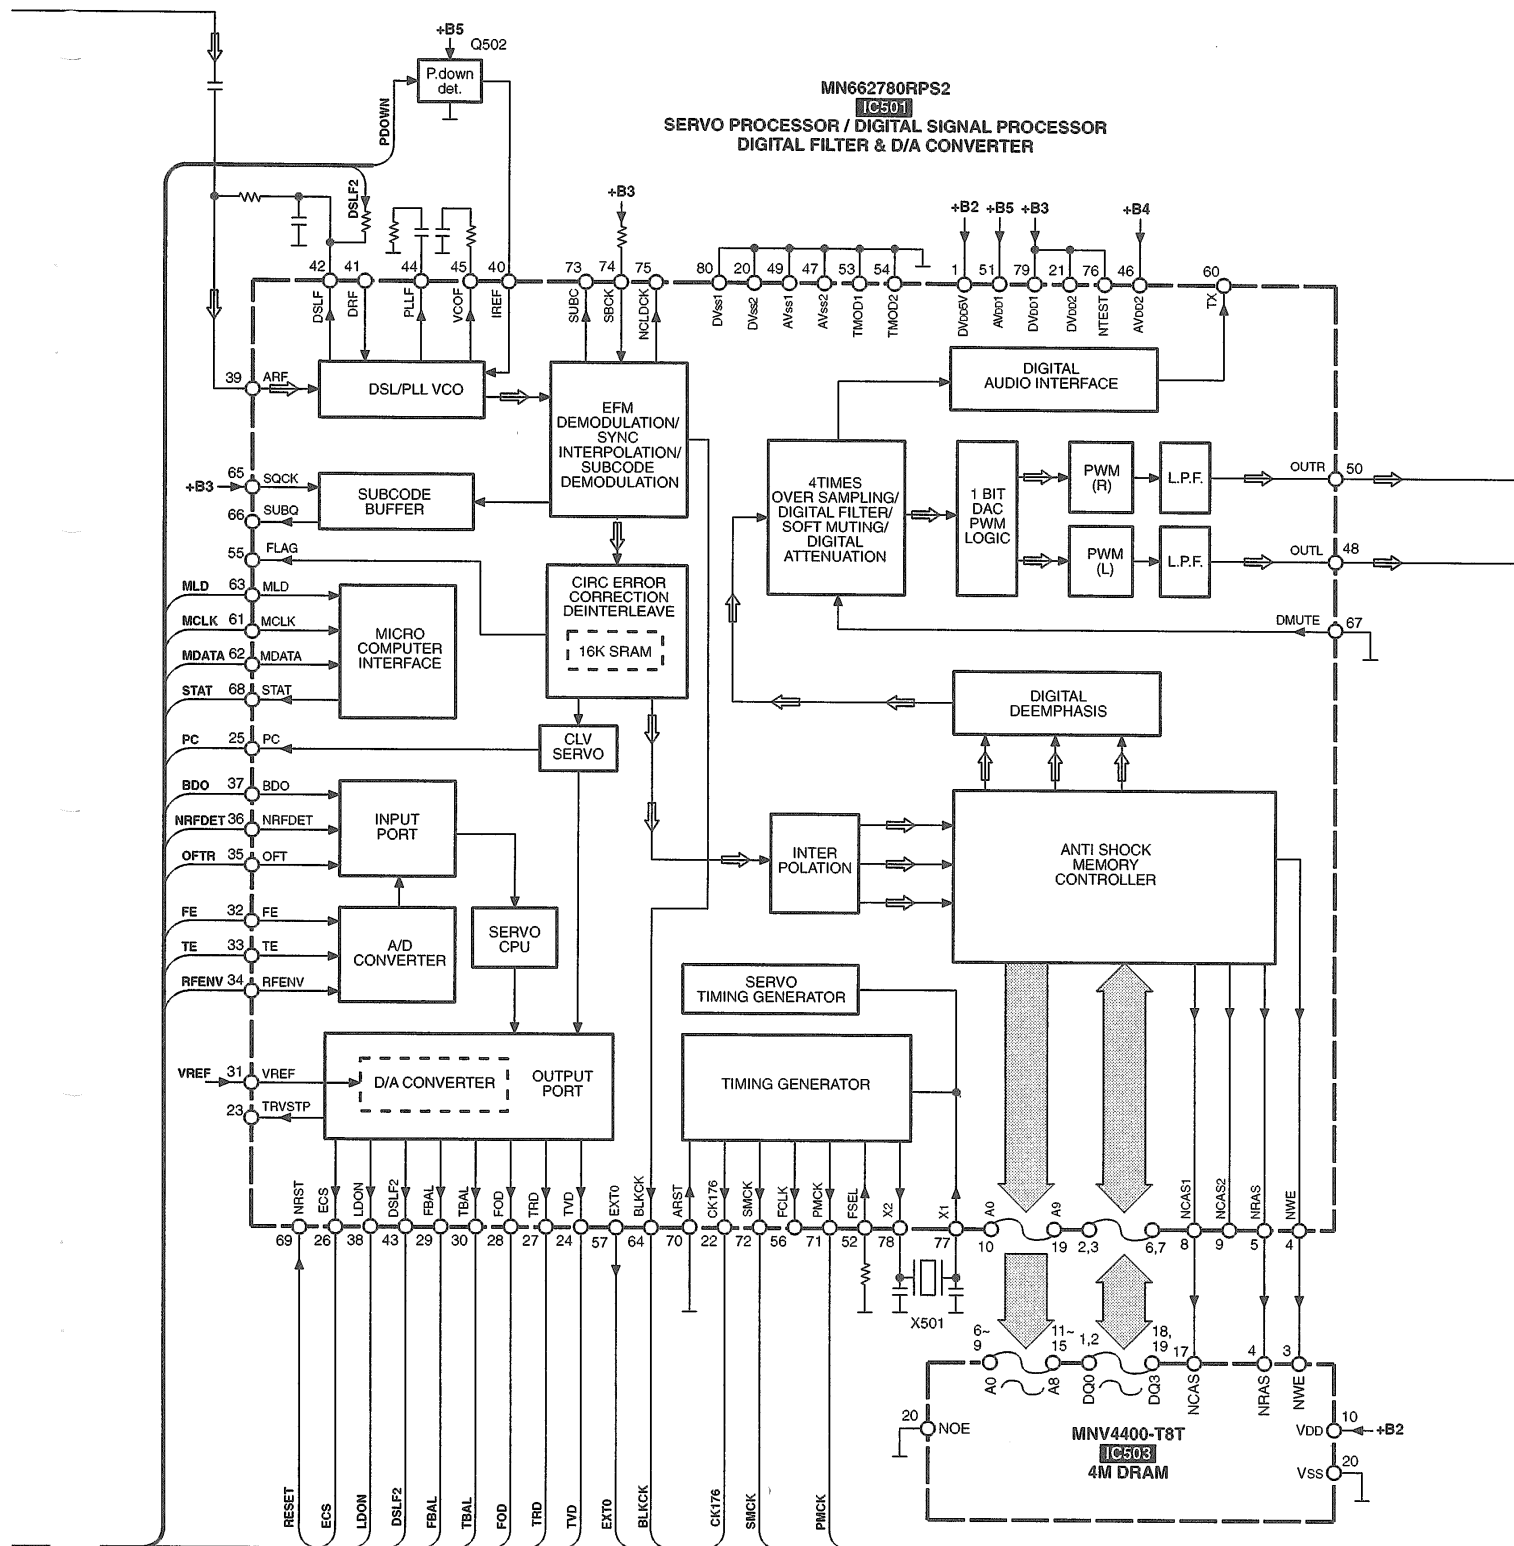 +B5
Q502
P.down
det.
PDOWN
DSLF2
MN662780RPS2
IC501
SERVO PROCESSOR / DIGITAL SIGNAL PROCESSOR
DIGITAL FILTER & D/A CONVERTER
+B3
+B2 +B5 +B3 +B4
42 41 44 45 40 73 74 75 80 20 49 47 53 54 1 51 79 21 76 46 60
DSLF DRF PLLF VCOF IREF SUBC SBCK NCLDCK DVss1 DVss2 AVss1 AVss2 TMOD1 TMOD2 DVDD5V AVDD1 DVDD1 DVDD2 NTEST AVDD2 TX
39 ARF
DSL/PLL VCO
EFM
DEMODULATION/
SYNC
INTERPOLATION/
SUBCODE
DEMODULATION
DIGITAL
AUDIO INTERFACE
+B3 65 SQCK
66 SUBQ
SUBCODE
BUFFER
4TIMES
OVER SAMPLING/
DIGITAL FILTER/
SOFT MUTING/
DIGITAL
ATTENUATION
1 BIT
DAC
PWM
LOGIC
PWM
(R)
L.P.F.
OUTR 50
PWM
(L)
L.P.F.
OUTL 48
55 FLAG
MLD 63 MLD
MCLK 61 MCLK
MDATA 62 MDATA
STAT 68 STAT
MICRO
COMPUTER
INTERFACE
CIRC ERROR
CORRECTION
DEINTERLEAVE
16K SRAM
DMUTE 67
DIGITAL
DEEMPHASIS
PC 25 PC
CLV
SERVO
BDO 37 BDO
NRFDET 36 NRFDET
OFTR 35 OFT
INPUT
PORT
INTER
POLATION
ANTI SHOCK
MEMORY
CONTROLLER
FE 32 FE
TE 33 TE
RFENV 34 RFENV
A/D
CONVERTER
SERVO
CPU
SERVO
TIMING GENERATOR
VREF 31 VREF
23 TRVSTP
D/A CONVERTER
OUTPUT
PORT
TIMING GENERATOR
NRST ECS LDON DSLF2 FBAL TBAL FOD TRD TVD EXT0 BLKCK ARST CK176 SMCK FCLK PMCK FSEL X2 X1 A0 A9 NCAS1 NCAS2 NRAS NWE
69 26 38 43 29 30 28 27 24 57 64 70 22 72 56 71 52 78 77 10 19 2,3 6,7 8 9 5 4
X501
6~
9
11~
15
1,2
18,
19
17 4 3
A0 A8 DQ0 DQ3 NCAS NRAS NWE
20 NOE
MNV4400-T8T
IC503
4M DRAM
VDD 10 +B2
VSS 20
RESET ECS LDON DSLF2 FBAL TBAL FOD TRD TVD EXT0 BLKCK CK176 SMCK PMCK